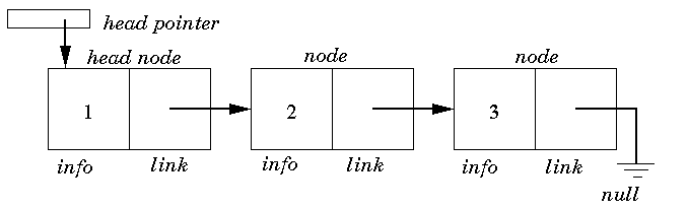 head pointer
head node node node
1 2 3
info link info link info link
null